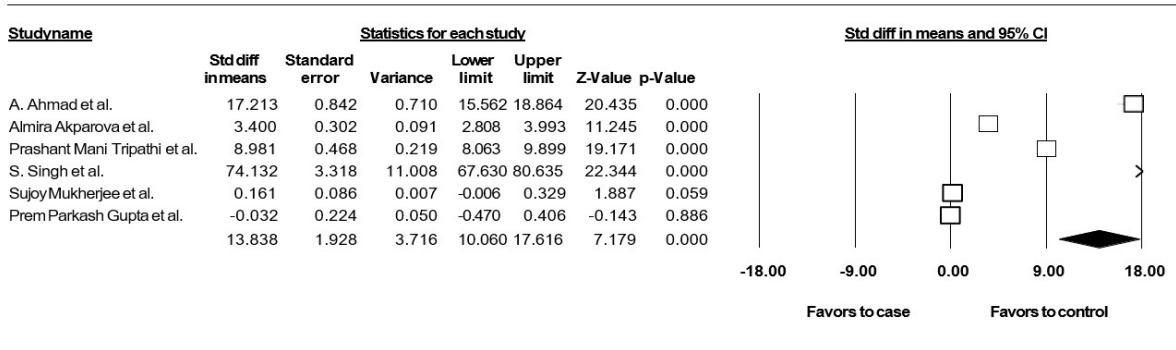 Studyname Statistics for each study Std diff in means and 95% CI
Std diff Standard Lower Upper
in means error Variance limit limit Z-Value p-Value
A. Ahmad et al. 17.213 0.842 0.710 15.562 18.864 20.435 0.000
Almira Akparova et al. 3.400 0.302 0.091 2.808 3.993 11.245 0.000
Prashant Mani Tripathi et al. 8.981 0.468 0.219 8.063 9.899 19.171 0.000
S. Singh et al. 74.132 3.318 11.008 67.630 80.635 22.344 0.000
Sujoy Mukherjee et al. 0.161 0.086 0.007 -0.006 0.329 1.887 0.059
Prem Parkash Gupta et al. -0.032 0.224 0.050 -0.470 0.406 -0.143 0.886
13.838 1.928 3.716 10.060 17.616 7.179 0.000
-18.00 -9.00 0.00 9.00 18.00
Favors to case Favors to control